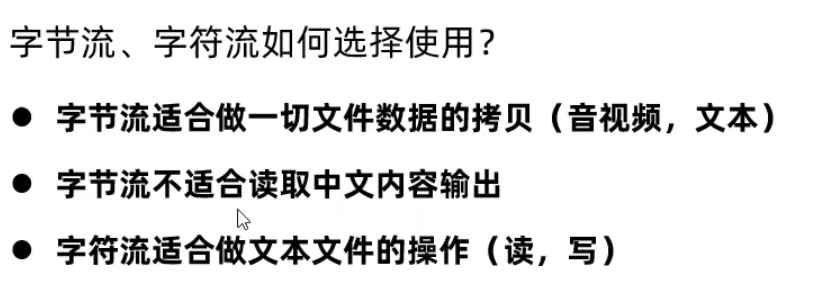 字节流、字符流如何选择使用？
● 字节流适合做一切文件数据的拷贝（音视频，文本）
● 字节流不适合读取中文内容输出
● 字符流适合做文本文件的操作（读，写）